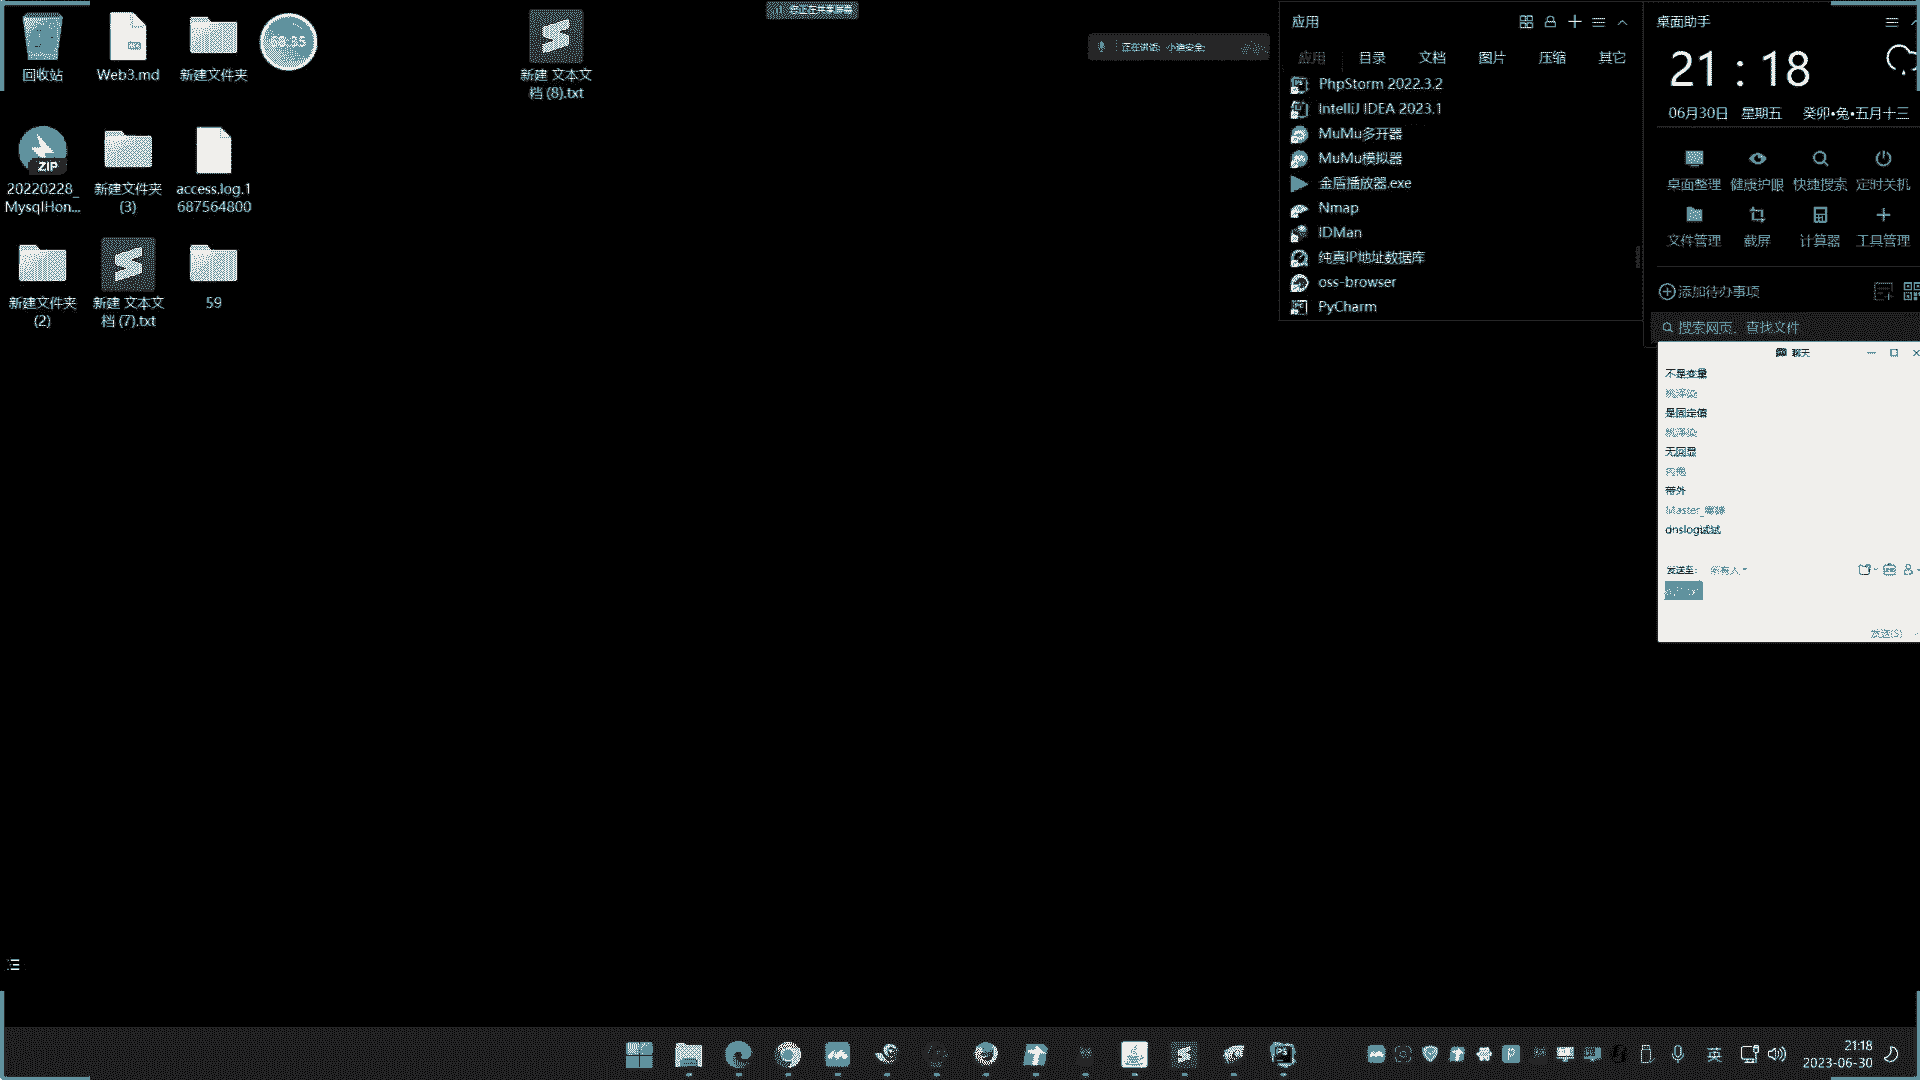 您正在共享屏幕
正在讲话: 小迪安全;
回收站
Web3.md
新建文件夹
68:35
新建 文本文
档 (8).txt
ZIP
20220228_
MysqlHon...
新建文件夹
(3)
access.log.1
687564800
新建文件夹
(2)
新建 文本文
档 (7).txt
59
应用
应用
目录
文档
图片
压缩
其它
PhpStorm 2022.3.2
IntelliJ IDEA 2023.1
MuMu多开器
MuMu模拟器
金盾播放器.exe
Nmap
IDMan
纯真IP地址数据库
oss-browser
PyCharm
桌面助手
21 : 18
06月30日 星期五 癸卯•兔•五月十三
桌面整理 健康护眼 快捷搜索 定时关机
文件管理 截屏 计算器 工具管理
添加待办事项
搜索网页、查找文件
聊天
不是变量
是固定值
无回显
带外
dnslog试试
发送至: 所有人
发送(S)
英
21:18
2023-06-30